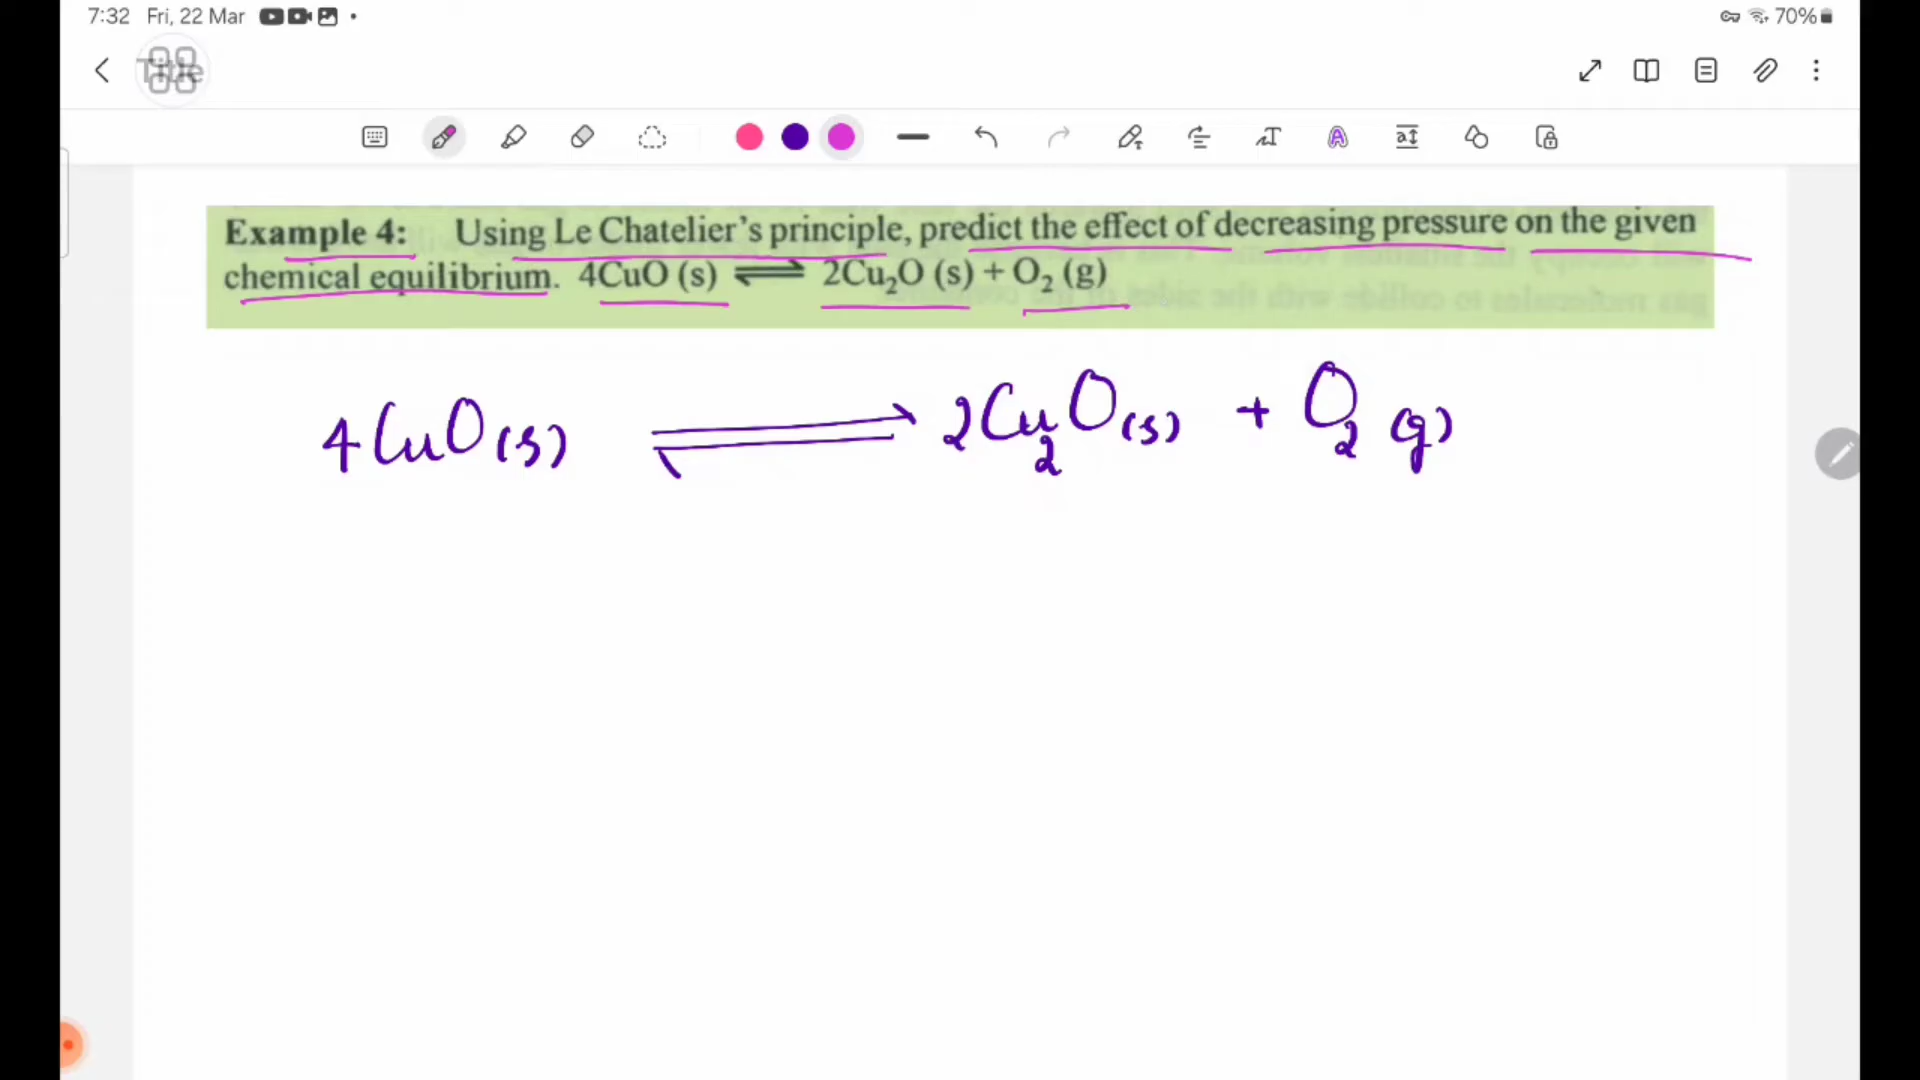 7:32 Fri, 22 Mar
70%
Title
Example 4: Using Le Chatelier's principle, predict the effect of decreasing pressure on the given
chemical equilibrium. 4CuO (s) ⇌ 2Cu₂O (s) + O₂ (g)
4CuO(s) ⇌ 2Cu₂O(s) + O₂(g)